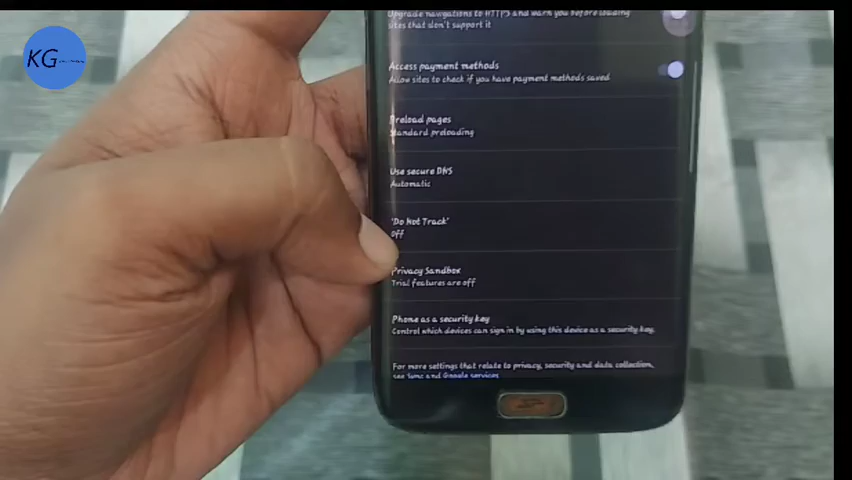 KG
Upgrade navigations to HTTPS and warn you before loading
sites that don't support it
Access payment methods
Allow sites to check if you have payment methods saved
Preload pages
Standard preloading
Use secure DNS
Automatic
'Do Not Track'
Off
Privacy Sandbox
Trial features are off
Phone as a security key
Control which devices can sign in by using this device as a security key.
For more settings that relate to privacy, security and data collection,
see Sync and Google services